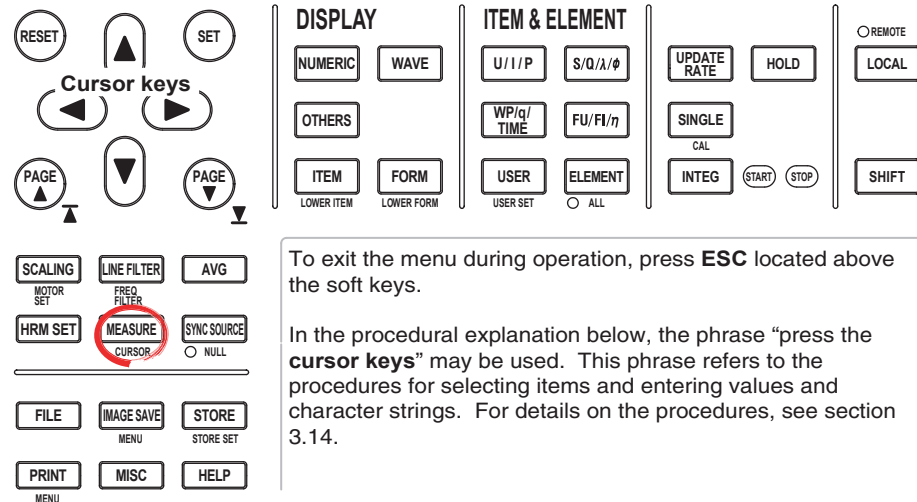 RESET
SET
Cursor keys
PAGE
PAGE
DISPLAY
NUMERIC
WAVE
OTHERS
ITEM
FORM
LOWER ITEM
LOWER FORM
ITEM & ELEMENT
U/I/P
S/Q/λ/ϕ
WP/q/
TIME
FU/FI/η
USER
ELEMENT
USER SET
ALL
UPDATE
RATE
HOLD
SINGLE
CAL
INTEG
START
STOP
REMOTE
LOCAL
SHIFT
SCALING
LINE FILTER
AVG
MOTOR
SET
FREQ
FILTER
HRM SET
MEASURE
SYNC SOURCE
CURSOR
NULL
FILE
IMAGE SAVE
STORE
MENU
STORE SET
PRINT
MISC
HELP
MENU
To exit the menu during operation, press ESC located above
the soft keys.
In the procedural explanation below, the phrase “press the
cursor keys” may be used. This phrase refers to the
procedures for selecting items and entering values and
character strings. For details on the procedures, see section
3.14.